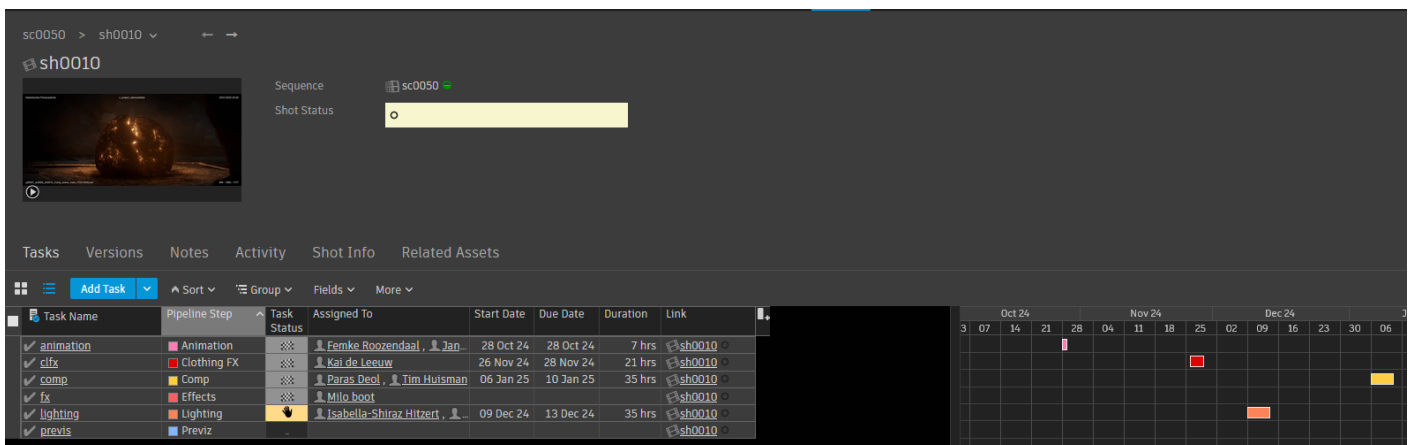 sc0050 > sh0010
sh0010
Sequence sc0050
Shot Status
Tasks Versions Notes Activity Shot Info Related Assets
Add Task Sort Group Fields More
Task Name Pipeline Step Task Status Assigned To Start Date Due Date Duration Link
Oct 24 Nov 24 Dec 24 J
3 07 14 21 28 04 11 18 25 02 09 16 23 30 06
animation Animation Femke Roozendaal , Jan... 28 Oct 24 28 Oct 24 7 hrs sh0010
clfx Clothing FX Kai de Leeuw 26 Nov 24 28 Nov 24 21 hrs sh0010
comp Comp Paras Deol , Tim Huisman 06 Jan 25 10 Jan 25 35 hrs sh0010
fx Effects Milo boot sh0010
lighting Lighting Isabella-Shiraz Hitzert , ... 09 Dec 24 13 Dec 24 35 hrs sh0010
previs Previz - sh0010